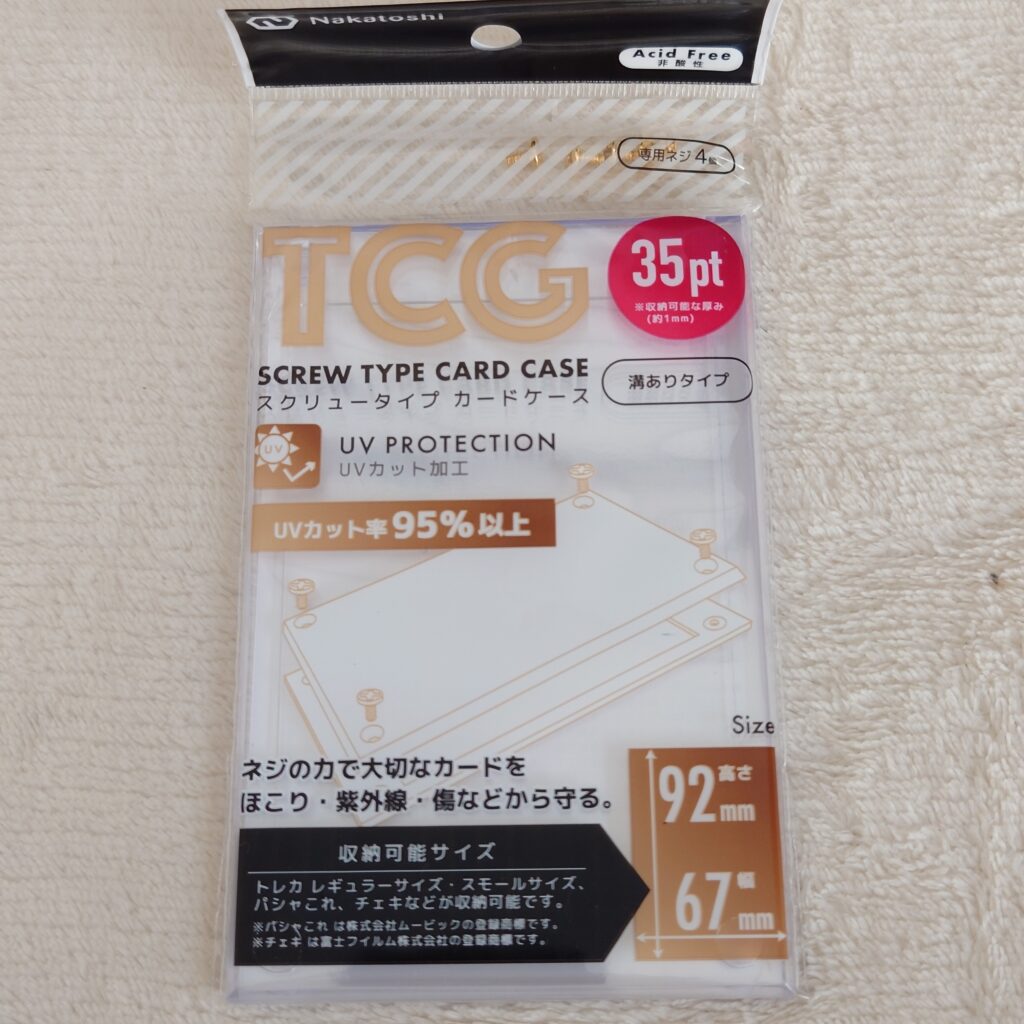 Nakatoshi
Acid Free
非酸性
専用ネジ4個
TCG
35pt
※収納可能な厚み
(約1mm)
SCREW TYPE CARD CASE
スクリュータイプ カードケース
溝ありタイプ
UV
UV PROTECTION
UVカット加工
UVカット率95%以上
Size
ネジの力で大切なカードを
ほこり・紫外線・傷などから守る。
高さ
92mm
幅
67mm
収納可能サイズ
トレカ レギュラーサイズ・スモールサイズ、
パシャこれ、チェキなどが収納可能です。
※パシャこれ は株式会社ムービックの登録商標です。
※チェキ は富士フイルム株式会社の登録商標です。